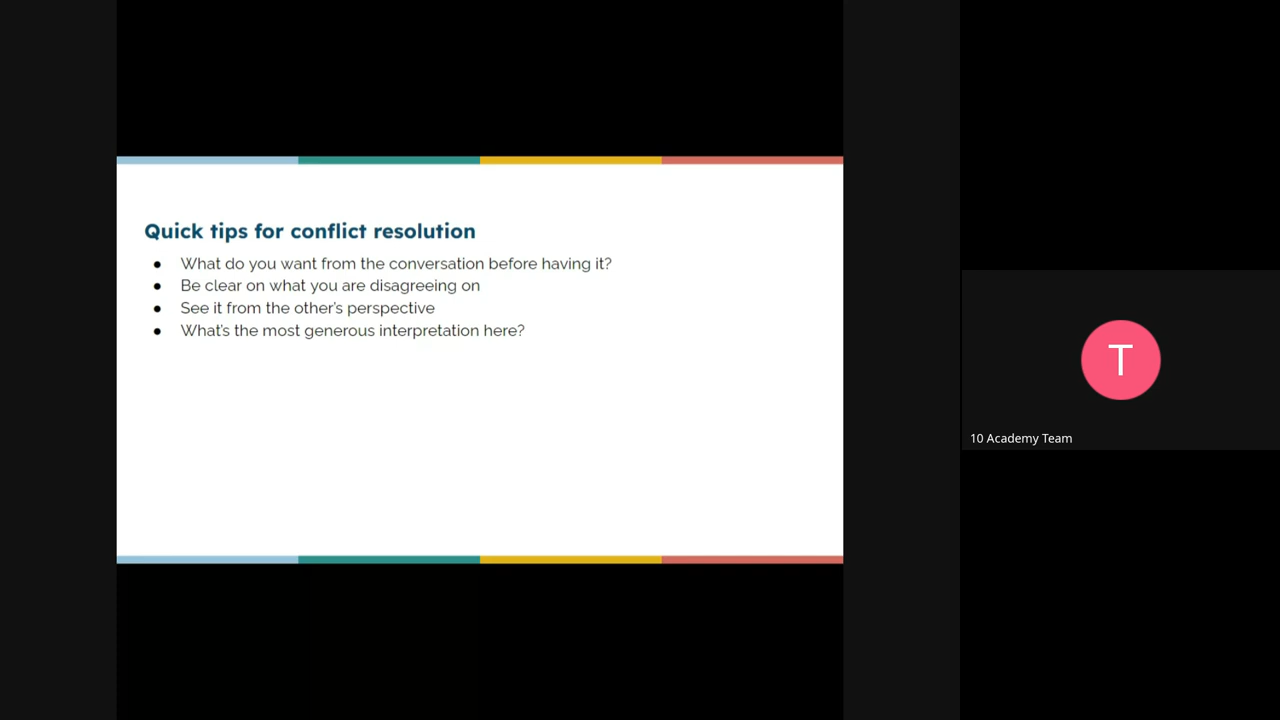 Quick tips for conflict resolution
● What do you want from the conversation before having it?
● Be clear on what you are disagreeing on
● See it from the other's perspective
● What's the most generous interpretation here?
T
10 Academy Team